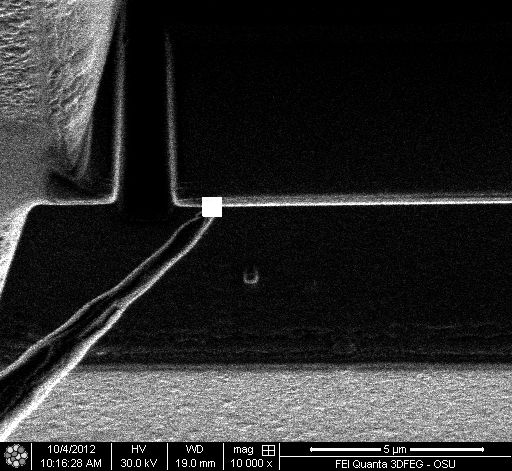 10/4/2012 HV WD mag 5 µm
10:16:28 AM 30.0 kV 19.0 mm 10 000 x FEI Quanta 3DFEG - OSU